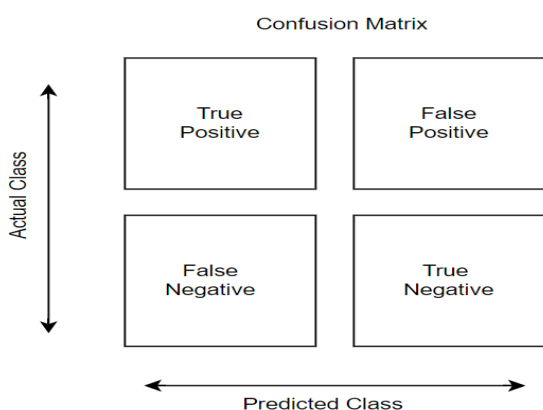 Confusion Matrix
True
Positive
False
Positive
Actual Class
False
Negative
True
Negative
Predicted Class